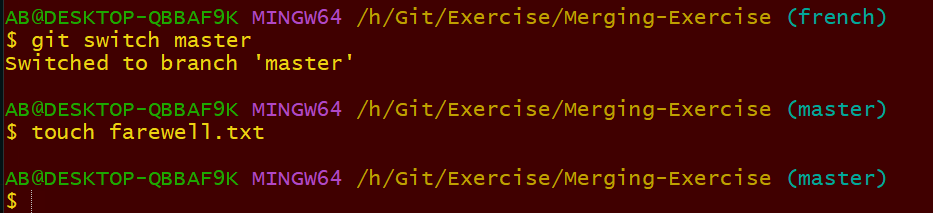 AB@DESKTOP-QBBAF9K MINGW64 /h/Git/Exercise/Merging-Exercise (french)
$ git switch master
Switched to branch 'master'
AB@DESKTOP-QBBAF9K MINGW64 /h/Git/Exercise/Merging-Exercise (master)
$ touch farewell.txt
AB@DESKTOP-QBBAF9K MINGW64 /h/Git/Exercise/Merging-Exercise (master)
$